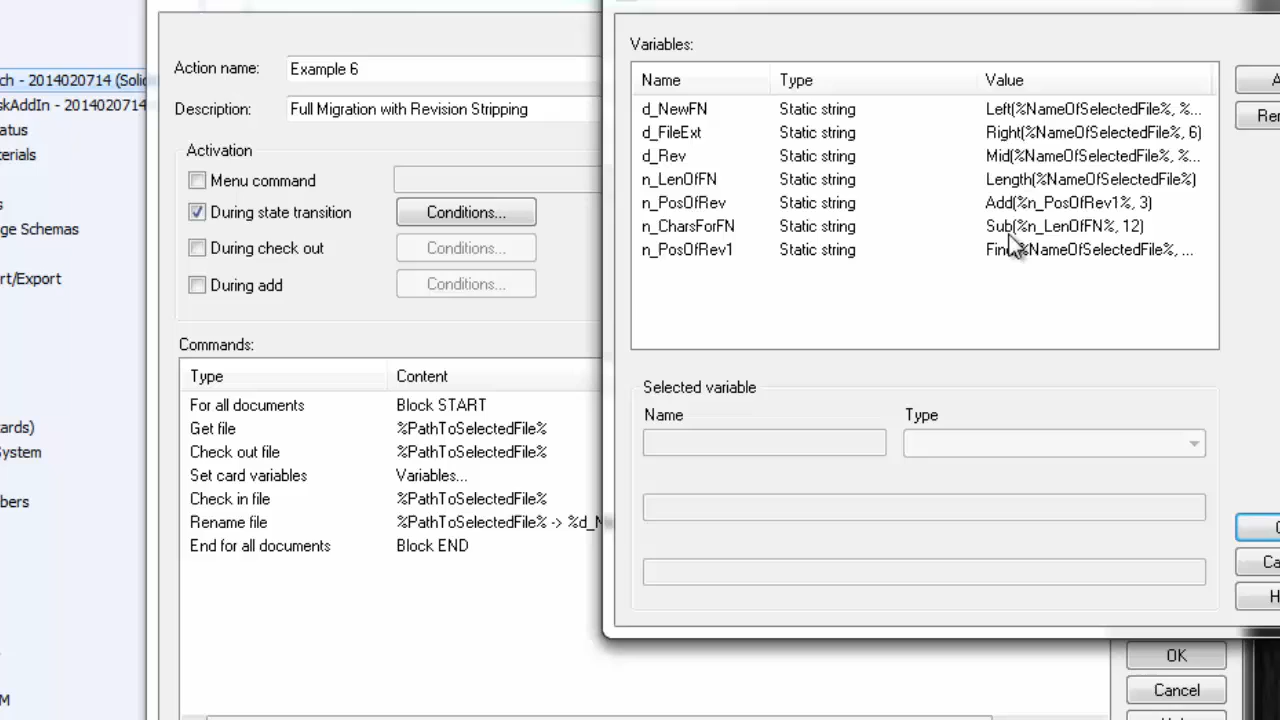 ch - 2014020714 (Solid
skAddIn - 2014020714
atus
aterials
s
ge Schemas
rt/Export
ards)
System
bers
M
Action name: Example 6
Description: Full Migration with Revision Stripping
Activation
Menu command
During state transition Conditions...
During check out Conditions...
During add Conditions...
Commands:
Type Content
For all documents Block START
Get file %PathToSelectedFile%
Check out file %PathToSelectedFile%
Set card variables Variables...
Check in file %PathToSelectedFile%
Rename file %PathToSelectedFile% -> %d_N
End for all documents Block END
Variables:
Name Type Value
d_NewFN Static string Left(%NameOfSelectedFile%, %...
d_FileExt Static string Right(%NameOfSelectedFile%, 6)
d_Rev Static string Mid(%NameOfSelectedFile%, %...
n_LenOfFN Static string Length(%NameOfSelectedFile%)
n_PosOfRev Static string Add(%n_PosOfRev1%, 3)
n_CharsForFN Static string Sub(%n_LenOfFN%, 12)
n_PosOfRev1 Static string Find(%NameOfSelectedFile%, ...
Selected variable
Name Type
A
Rem
Ca
H
OK
Cancel